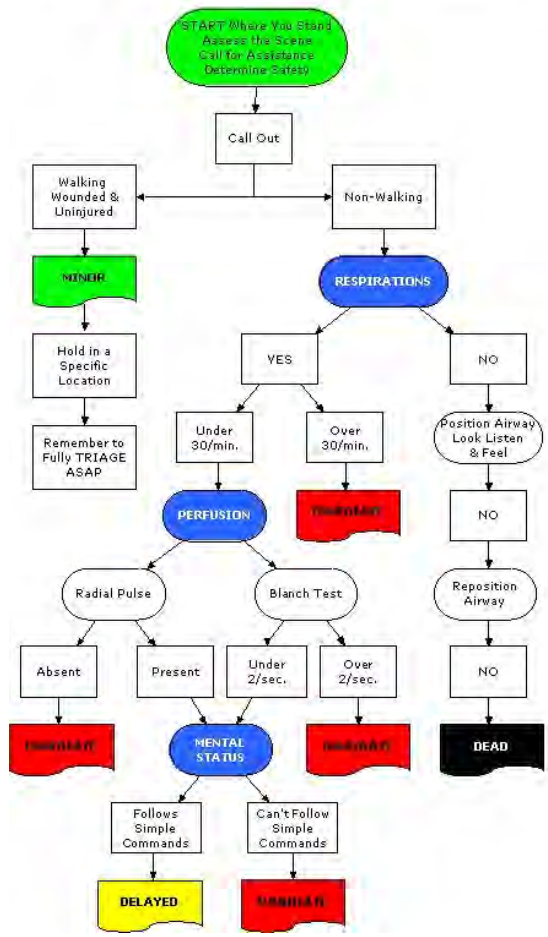 START Where You Stand
Assess the Scene
Call for Assistance
Determine Safety
Call Out
Walking
Wounded &
Uninjured
Non-Walking
MINOR
RESPIRATIONS
Hold in a
Specific
Location
YES
NO
Remember to
Fully TRIAGE
ASAP
Under
30/min.
Over
30/min.
Position Airway
Look Listen
& Feel
PERFUSION
NO
Radial Pulse
Blanch Test
Reposition
Airway
Absent
Present
Under
2/sec.
Over
2/sec.
NO
MENTAL
STATUS
DEAD
Follows
Simple
Commands
Can't Follow
Simple
Commands
DELAYED